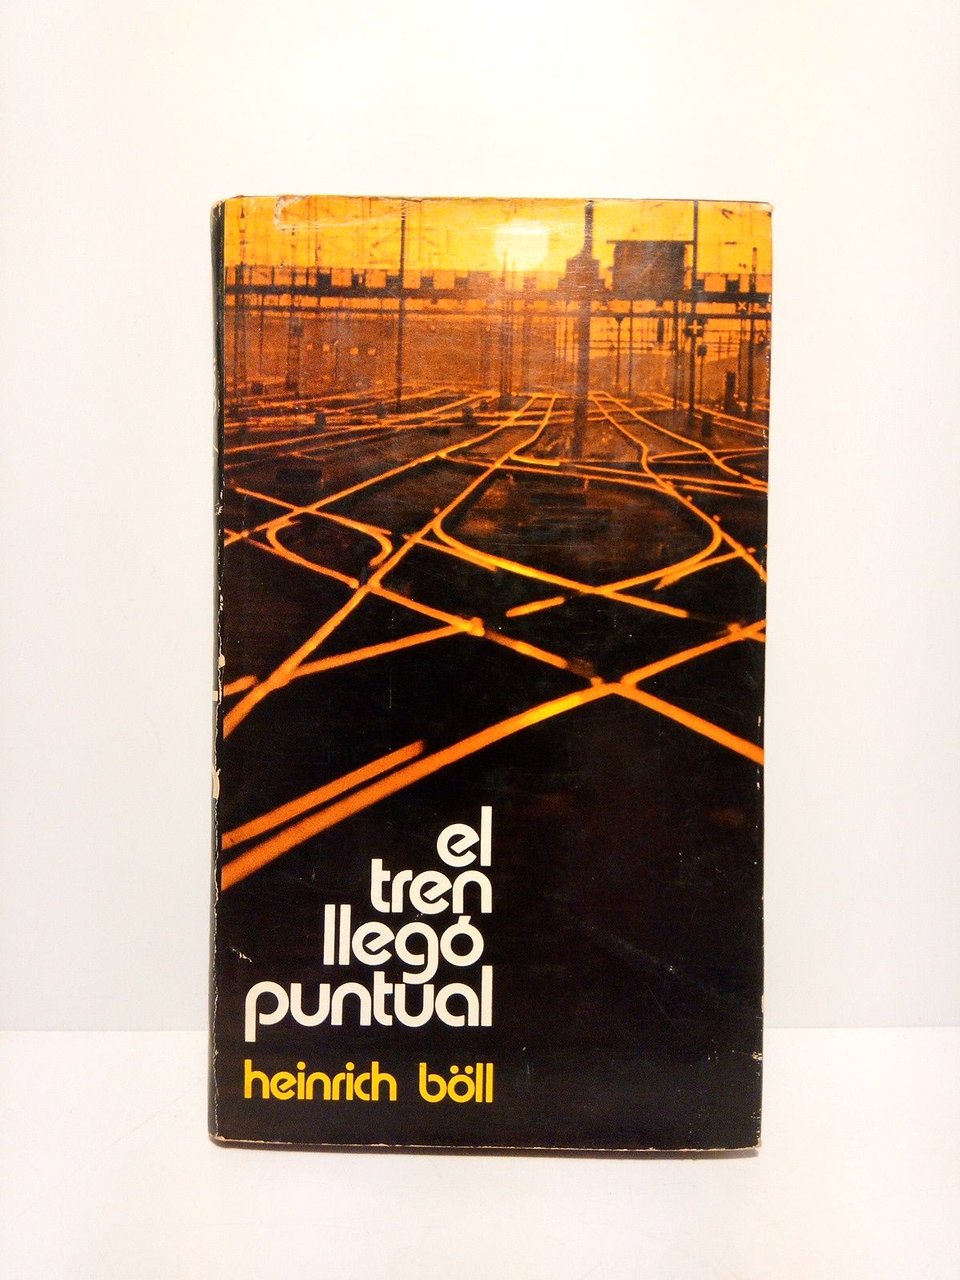 el
tren
llegó
puntual
heinrich böll